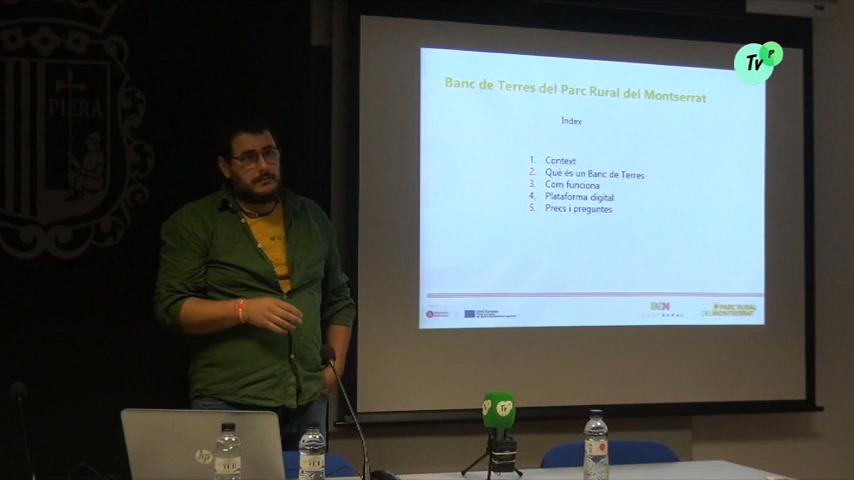 PIERA
Tv P
Banc de Terres del Parc Rural del Montserrat
Índex
1. Context
2. Què és un Banc de Terres
3. Com funciona
4. Plataforma digital
5. Precs i preguntes
PARC RURAL
DEL MONTSERRAT
hp
Tv